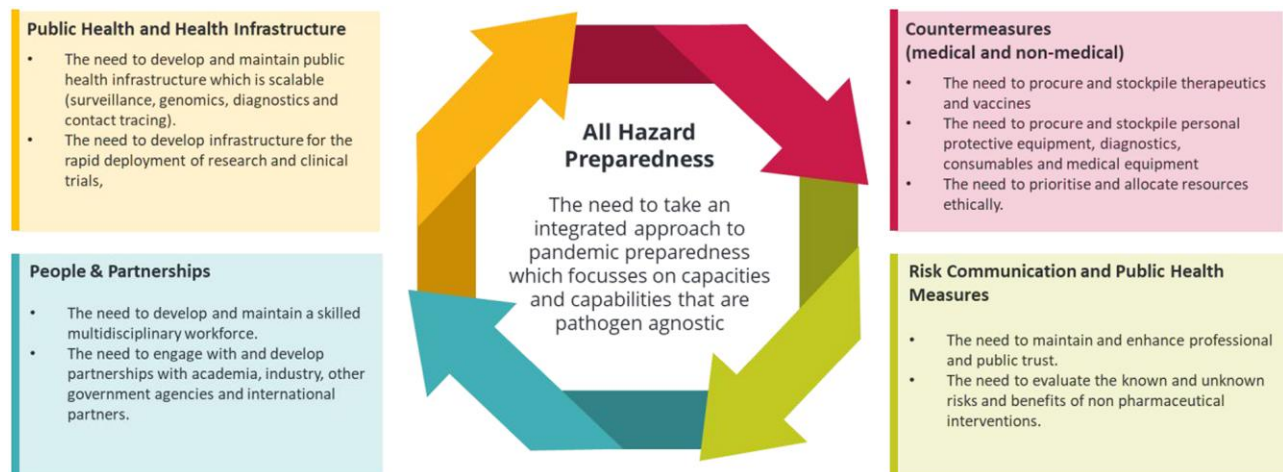 Public Health and Health Infrastructure
• The need to develop and maintain public
health infrastructure which is scalable
(surveillance, genomics, diagnostics and
contact tracing).
• The need to develop infrastructure for the
rapid deployment of research and clinical
trials,
People & Partnerships
• The need to develop and maintain a skilled
multidisciplinary workforce.
• The need to engage with and develop
partnerships with academia, industry, other
government agencies and international
partners.
All Hazard
Preparedness
The need to take an
integrated approach to
pandemic preparedness
which focusses on capacities
and capabilities that are
pathogen agnostic
Countermeasures
(medical and non-medical)
• The need to procure and stockpile therapeutics
and vaccines
• The need to procure and stockpile personal
protective equipment, diagnostics,
consumables and medical equipment
• The need to prioritise and allocate resources
ethically.
Risk Communication and Public Health
Measures
• The need to maintain and enhance professional
and public trust.
• The need to evaluate the known and unknown
risks and benefits of non pharmaceutical
interventions.